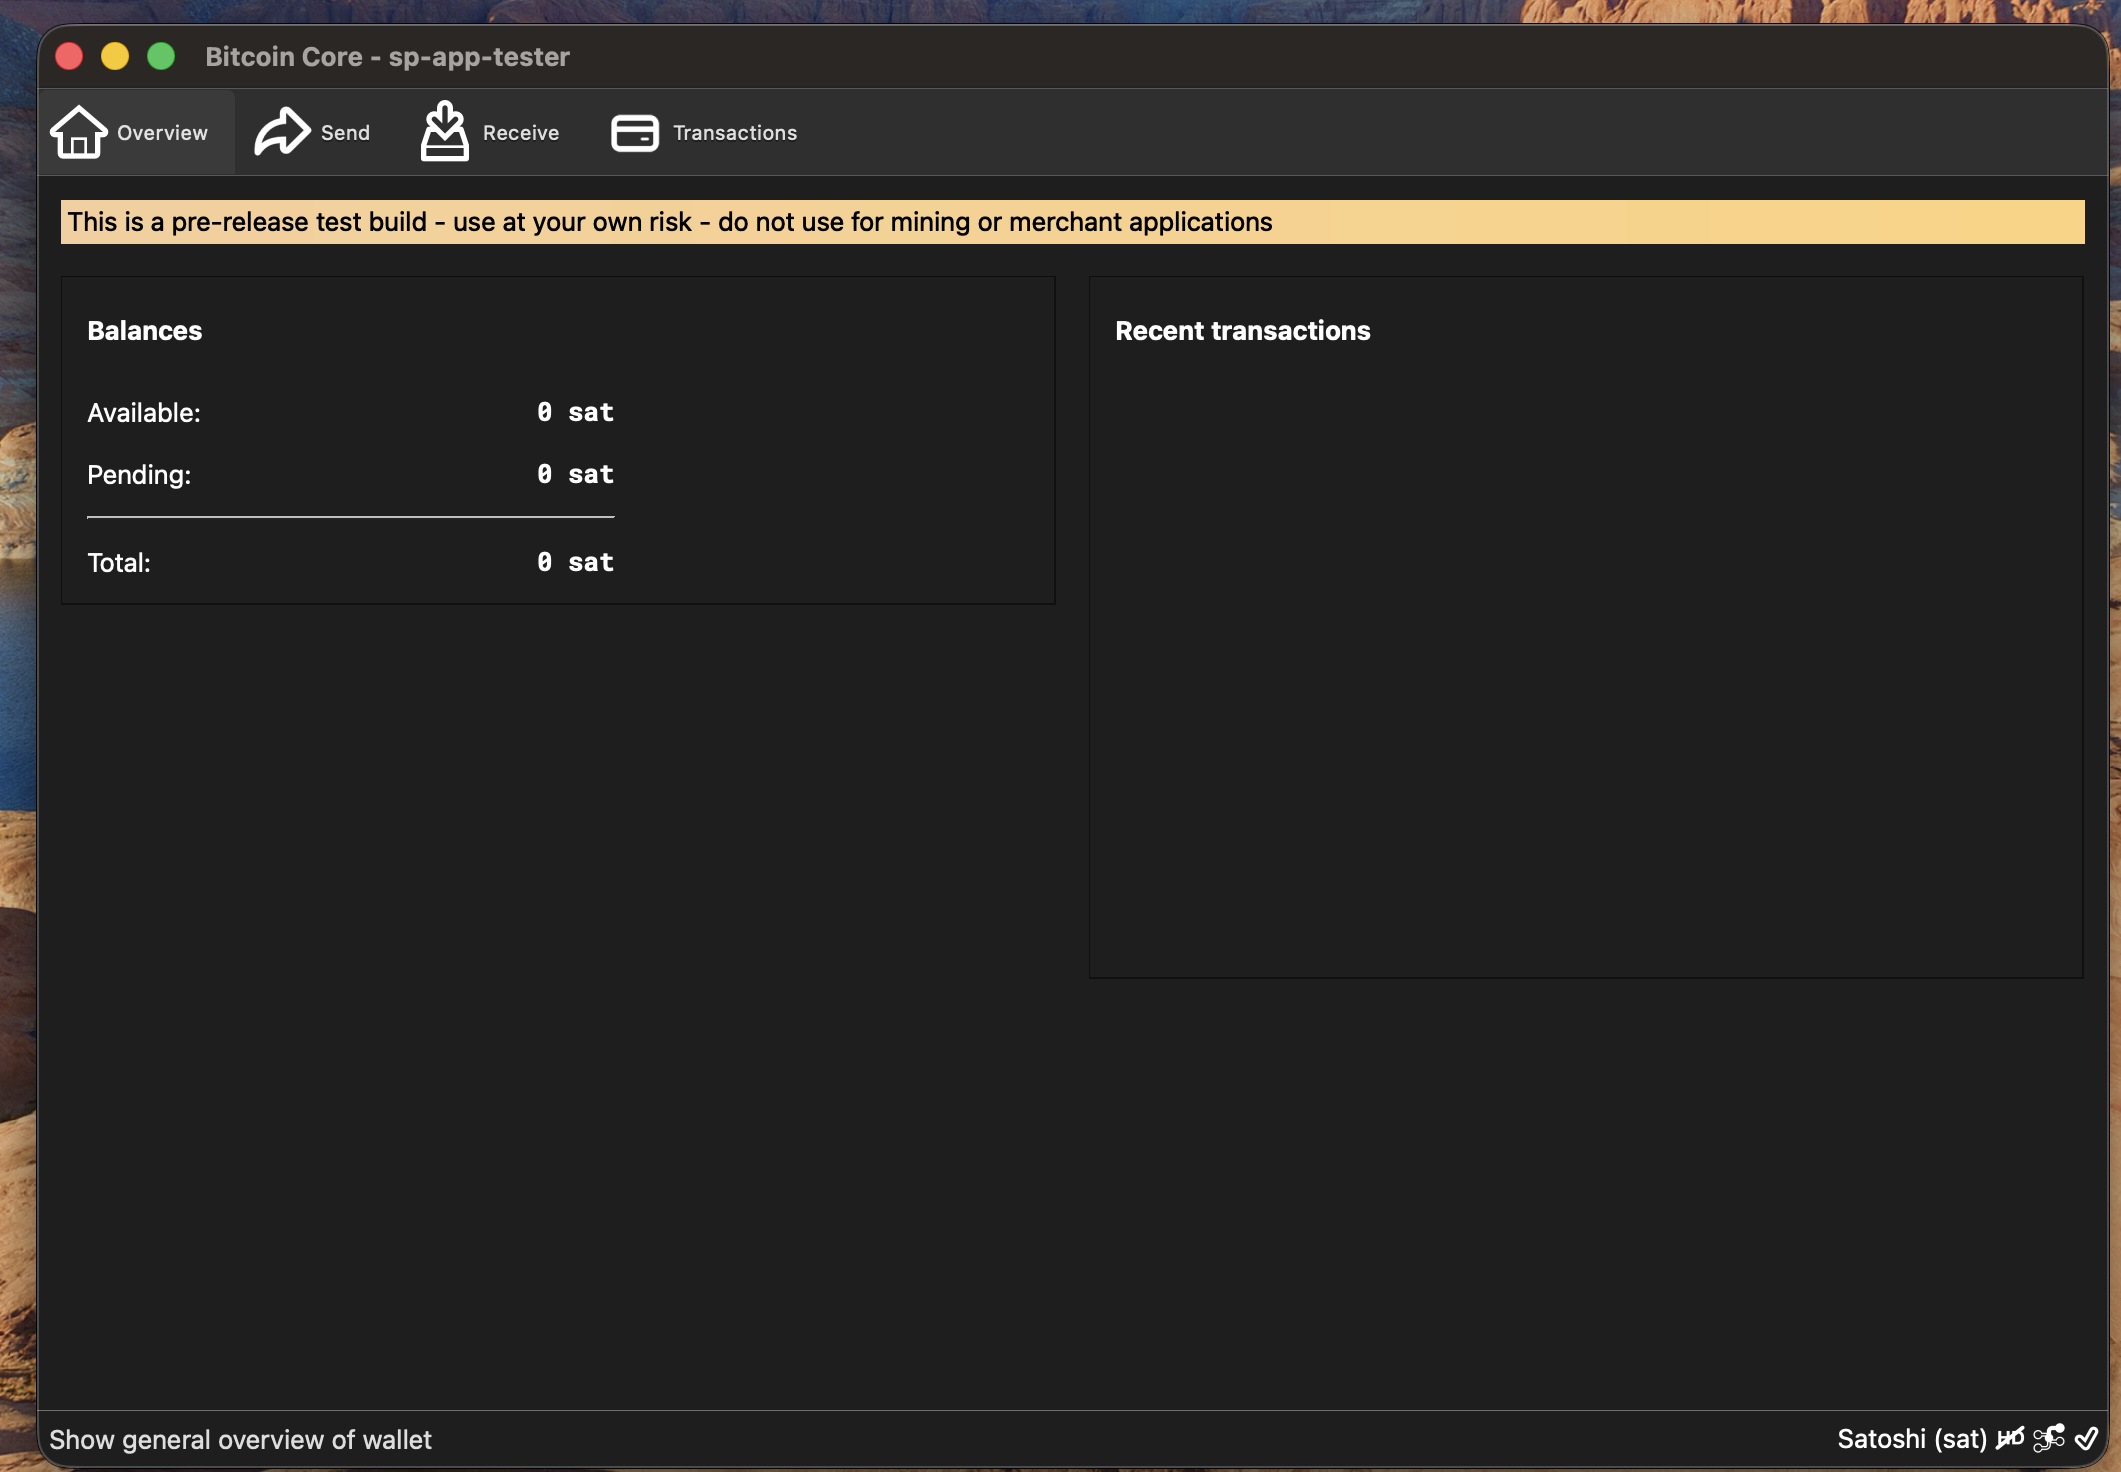 Bitcoin Core - sp-app-tester
Overview Send Receive Transactions
This is a pre-release test build - use at your own risk - do not use for mining or merchant applications
Balances
Available: 0 sat
Pending: 0 sat
Total: 0 sat
Recent transactions
Show general overview of wallet
Satoshi (sat) HD